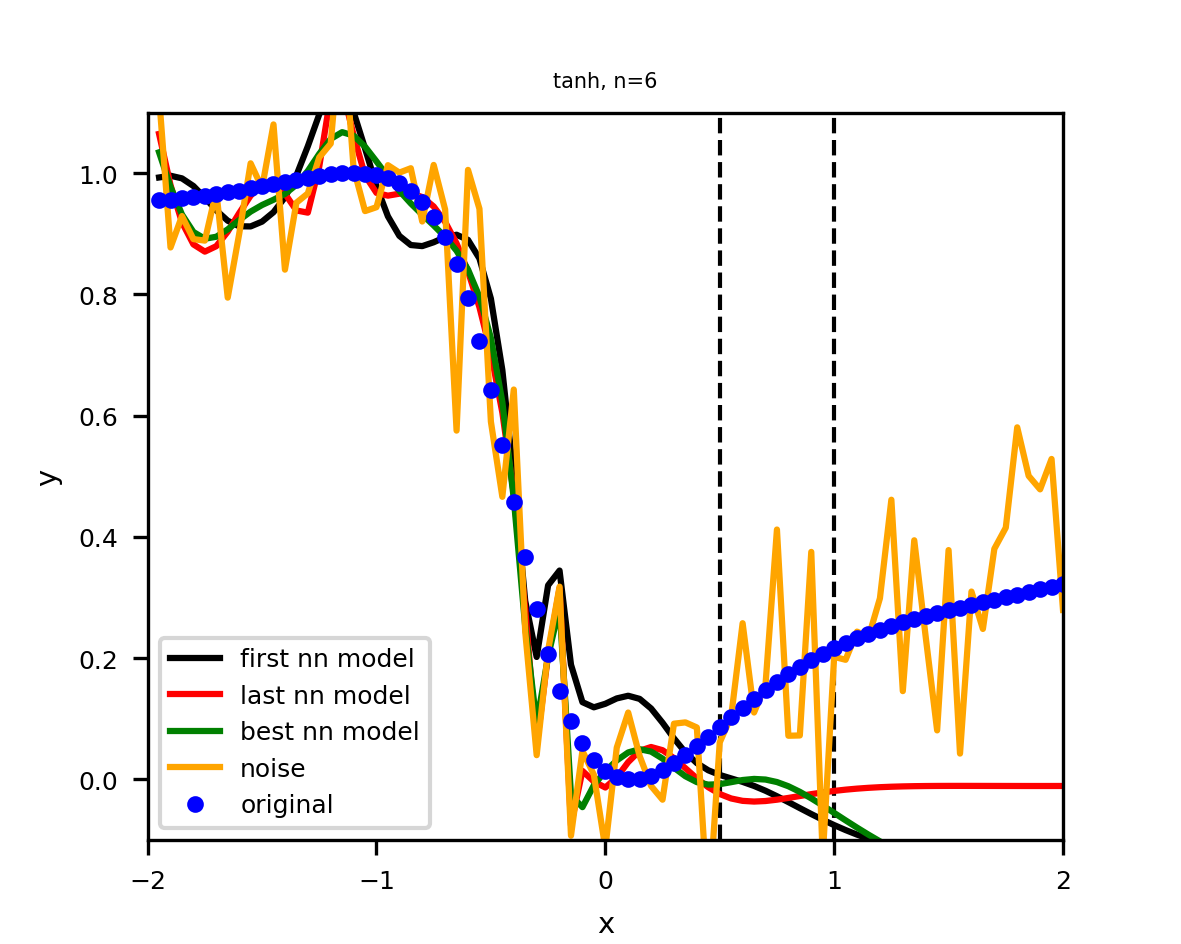 tanh, n=6
y
1.0
0.8
0.6
0.4
0.2
0.0
first nn model
last nn model
best nn model
noise
original
−2
−1
0
1
2
x